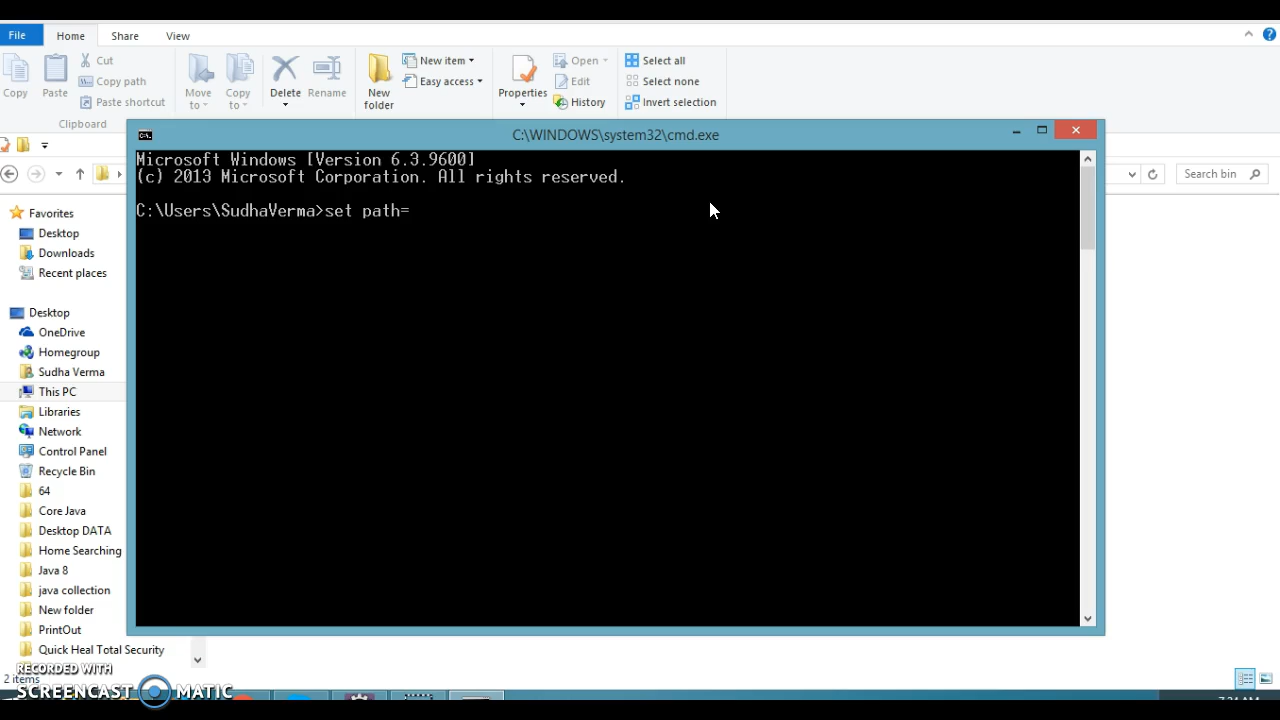 File Home Share View
Copy
Paste
Cut
Copy path
Paste shortcut
Clipboard
Move to
Copy to
Delete
Rename
New folder
New item
Easy access
Properties
Open
Edit
History
Select all
Select none
Invert selection
C:\WINDOWS\system32\cmd.exe
Search bin
Microsoft Windows [Version 6.3.9600]
(c) 2013 Microsoft Corporation. All rights reserved.
C:\Users\SudhaVerma>set path=
Favorites
Desktop
Downloads
Recent places
Desktop
OneDrive
Homegroup
Sudha Verma
This PC
Libraries
Network
Control Panel
Recycle Bin
64
Core Java
Desktop DATA
Home Searching
Java 8
java collection
New folder
PrintOut
Quick Heal Total Security
RECORDED WITH
2 items
SCREENCAST MATIC